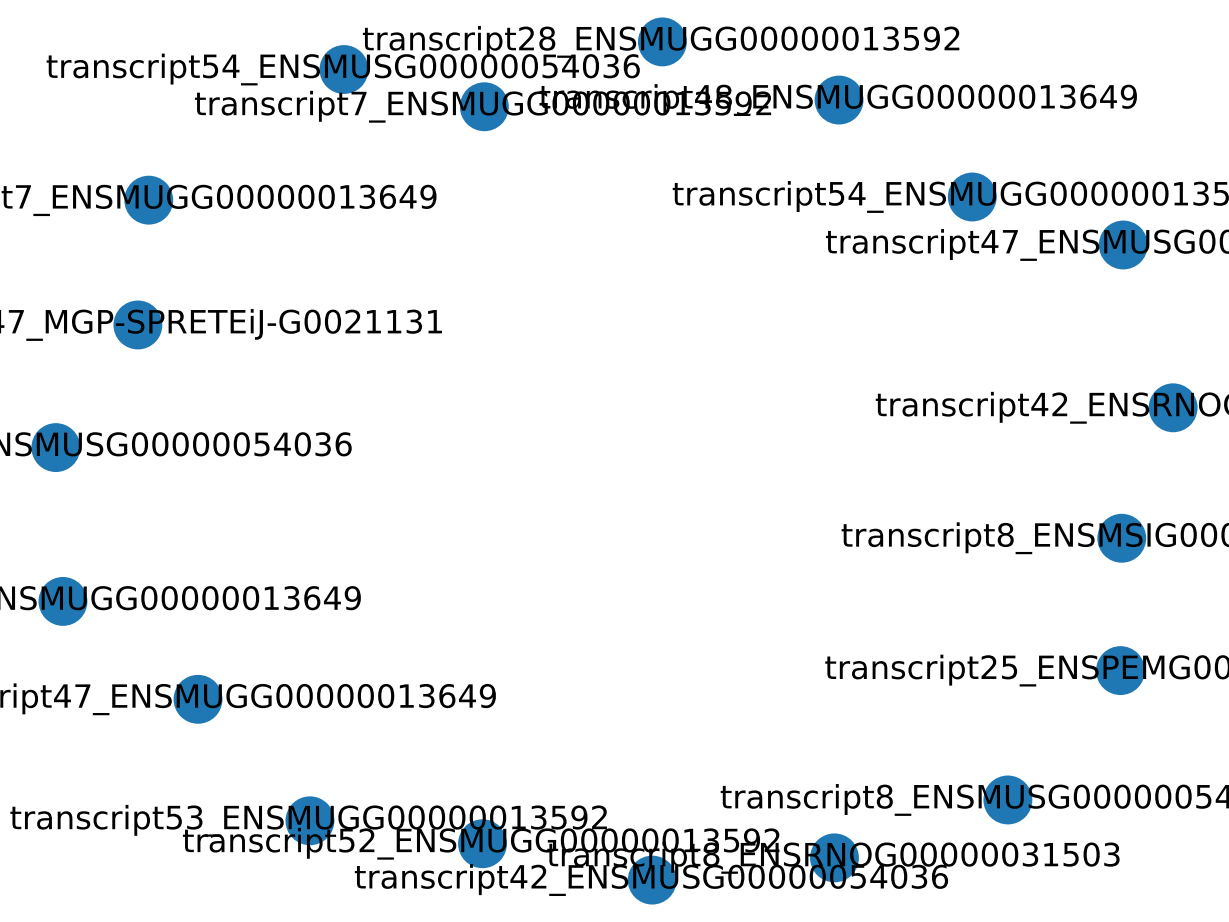 transcript28_ENSMUGG00000013592
transcript54_ENSMUSG00000054036
transcript7_ENSMUGG00000013592
transcript48_ENSMUGG00000013649
t7_ENSMUGG00000013649
transcript54_ENSMUGG000000135
transcript47_ENSMUSG00
47_MGP-SPRETEiJ-G0021131
transcript42_ENSRNOG
NSMUSG00000054036
transcript8_ENSMSIG000
NSMUGG00000013649
transcript25_ENSPEMG00
ript47_ENSMUGG00000013649
transcript8_ENSMUSG00000054
transcript53_ENSMUGG00000013592
transcript52_ENSMUGG00000013592
transcript8_ENSRNOG00000031503
transcript42_ENSMUSG00000054036